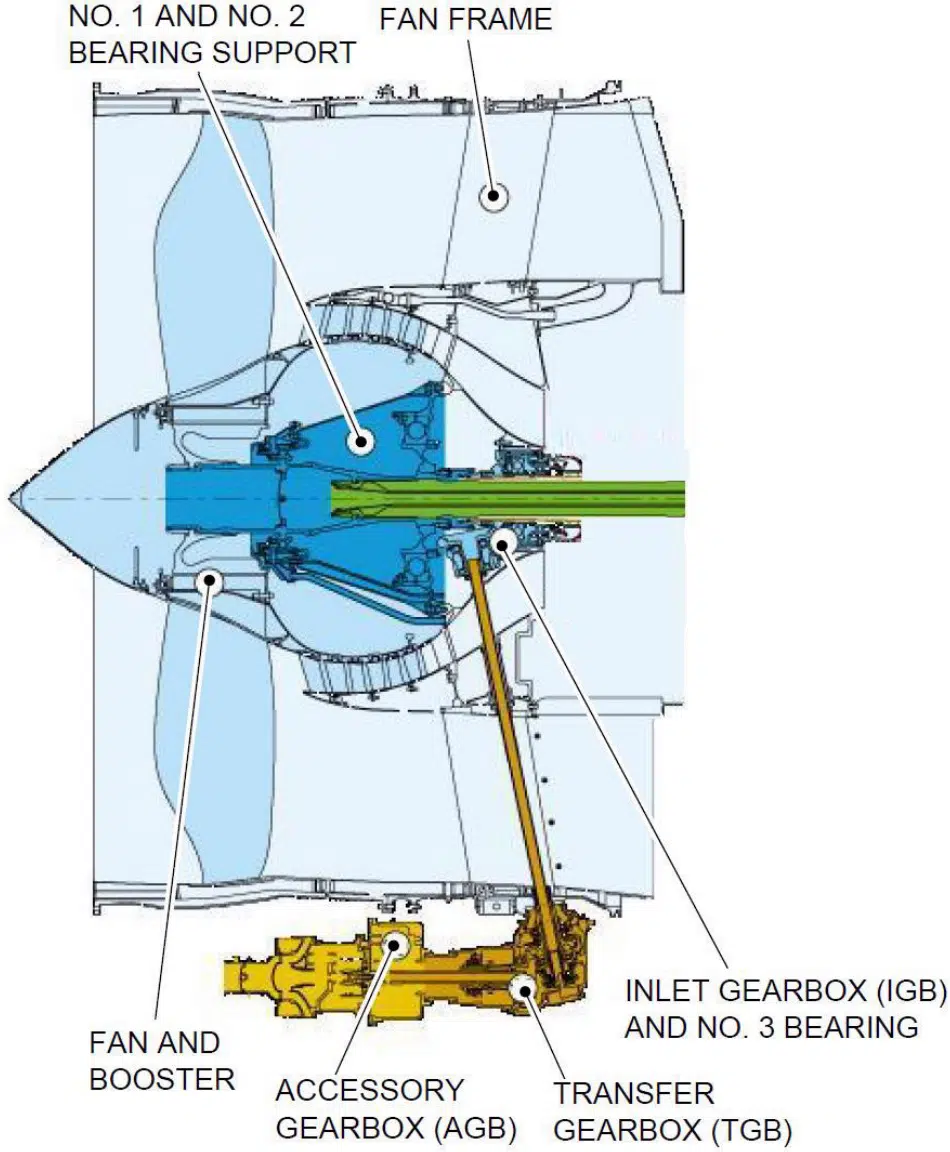 NO. 1 AND NO. 2
BEARING SUPPORT
FAN FRAME
INLET GEARBOX (IGB)
AND NO. 3 BEARING
FAN AND
BOOSTER
ACCESSORY
GEARBOX (AGB)
TRANSFER
GEARBOX (TGB)